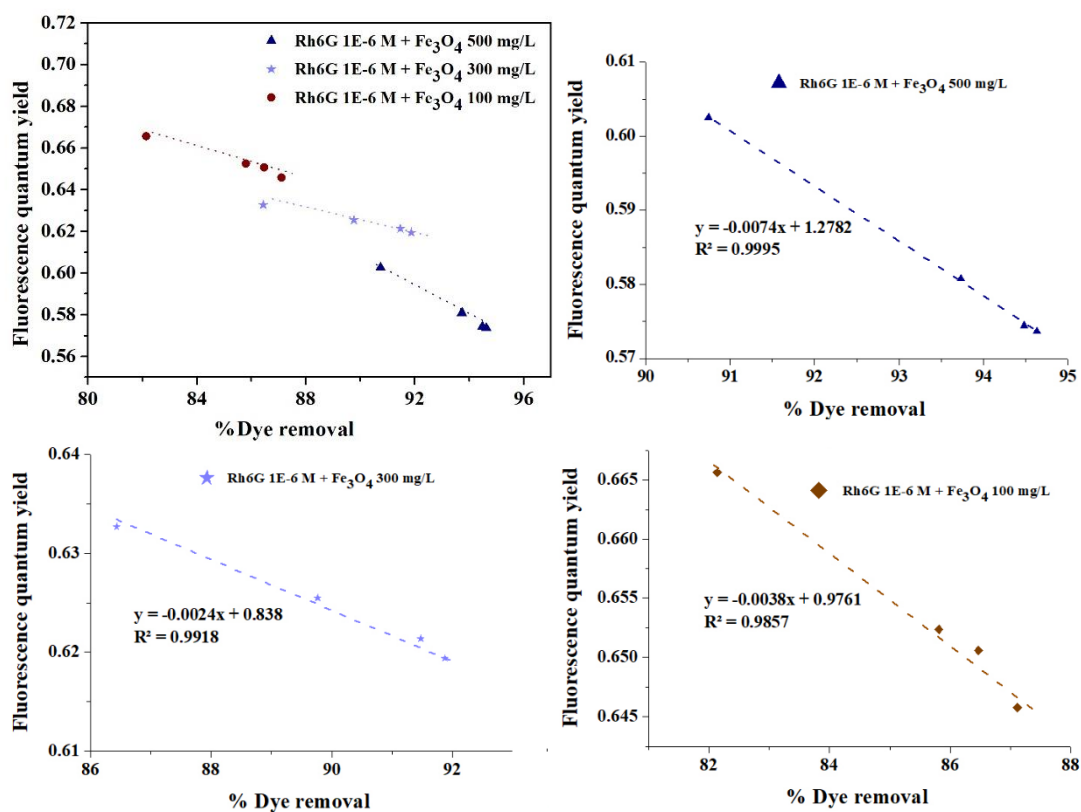 Fluorescence quantum yield
0.72
0.70
0.68
0.66
0.64
0.62
0.60
0.58
0.56
Rh6G 1E-6 M + Fe₃O₄ 500 mg/L
Rh6G 1E-6 M + Fe₃O₄ 300 mg/L
Rh6G 1E-6 M + Fe₃O₄ 100 mg/L
80 84 88 92 96
%Dye removal
Fluorescence quantum yield
0.61
0.60
0.59
0.58
0.57
Rh6G 1E-6 M + Fe₃O₄ 500 mg/L
y = -0.0074x + 1.2782
R² = 0.9995
90 91 92 93 94 95
% Dye removal
Fluorescence quantum yield
0.64
0.63
0.62
0.61
Rh6G 1E-6 M + Fe₃O₄ 300 mg/L
y = -0.0024x + 0.838
R² = 0.9918
86 88 90 92
% Dye removal
Fluorescence quantum yield
0.665
0.660
0.655
0.650
0.645
Rh6G 1E-6 M + Fe₃O₄ 100 mg/L
y = -0.0038x + 0.9761
R² = 0.9857
82 84 86 88
% Dye removal